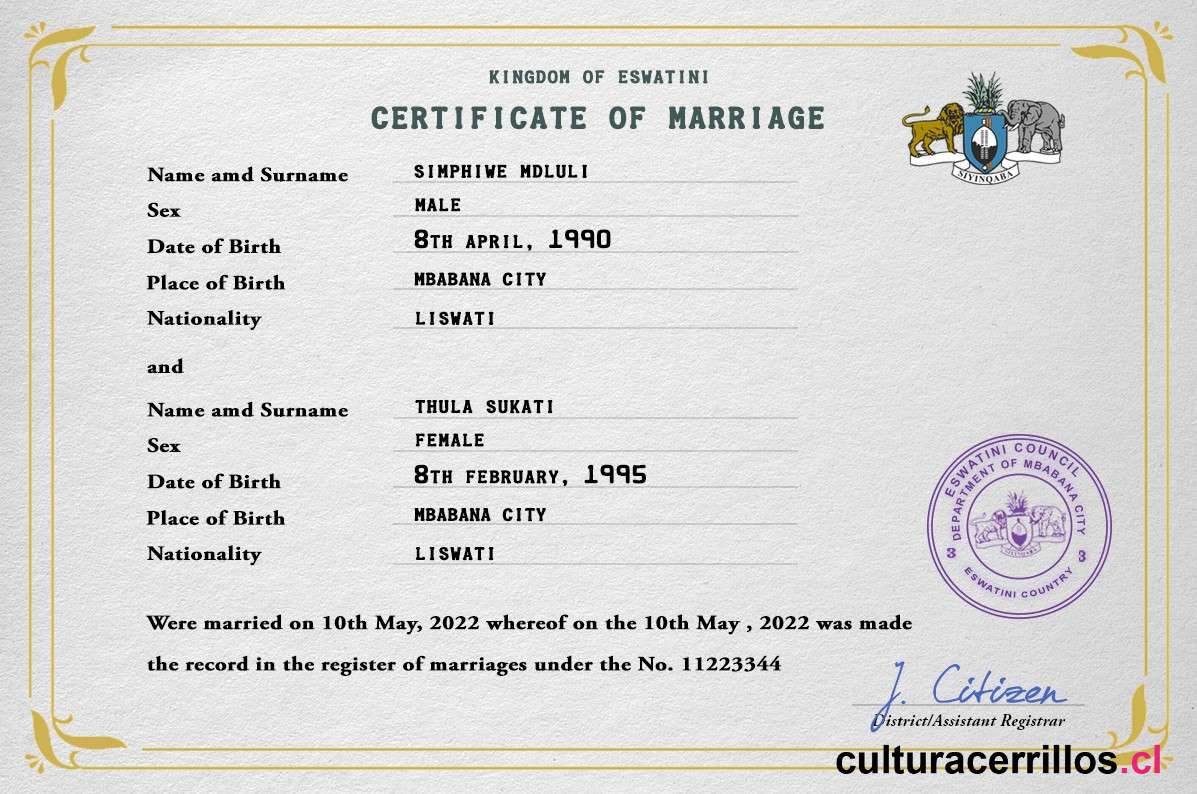 KINGDOM OF ESWATINI
CERTIFICATE OF MARRIAGE
SIYINQABA
Name amd Surname SIMPHIWE MDLULI
Sex MALE
Date of Birth 8TH APRIL, 1990
Place of Birth MBABANA CITY
Nationality LISWATI
and
Name amd Surname THULA SUKATI
Sex FEMALE
Date of Birth 8TH FEBRUARY, 1995
Place of Birth MBABANA CITY
Nationality LISWATI
ESWATINI COUNCIL
DEPARTMENT OF MBABANA CITY
3 3
ESWATINI COUNTRY
Were married on 10th May, 2022 whereof on the 10th May , 2022 was made
the record in the register of marriages under the No. 11223344
J. Citizen
District/Assistant Registrar
culturacerrillos.cl